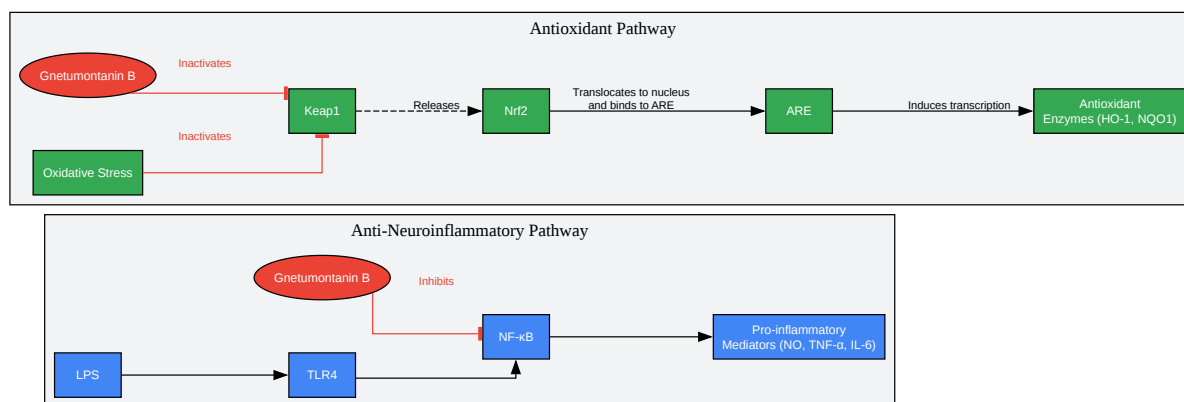 Antioxidant Pathway
Gnetumontanin B
Inactivates
Keap1
Releases
Nrf2
Translocates to nucleus
and binds to ARE
ARE
Induces transcription
Antioxidant
Enzymes (HO-1, NQO1)
Inactivates
Oxidative Stress
Anti-Neuroinflammatory Pathway
Gnetumontanin B
Inhibits
NF-κB
Pro-inflammatory
Mediators (NO, TNF-α, IL-6)
LPS
TLR4